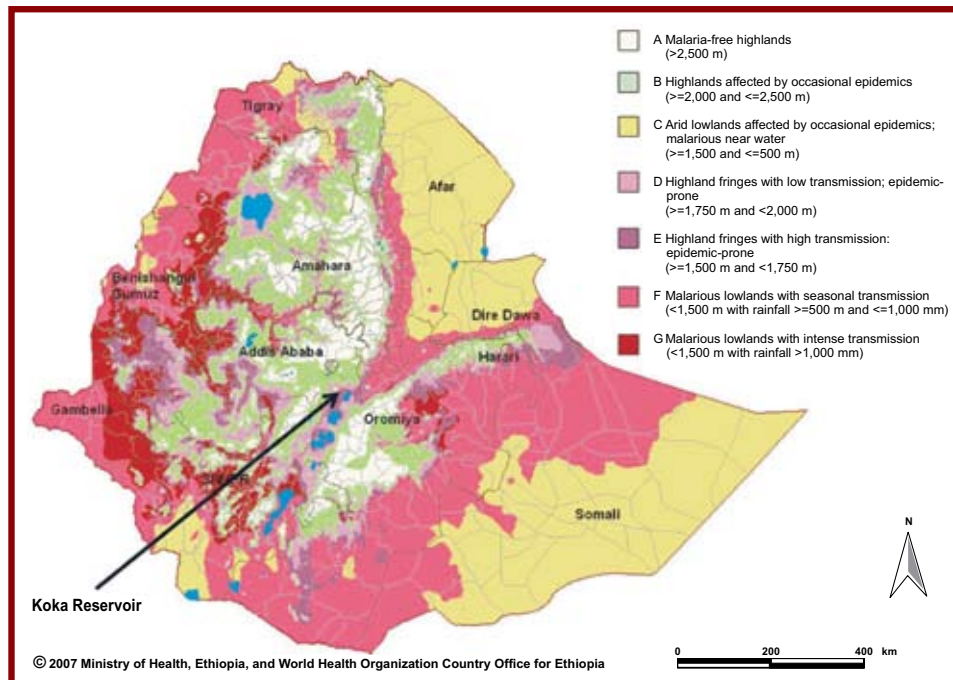 A Malaria-free highlands
(>2,500 m)
B Highlands affected by occasional epidemics
(>=2,000 and <=2,500 m)
C Arid lowlands affected by occasional epidemics;
malarious near water
(>=1,500 and <=500 m)
D Highland fringes with low transmission; epidemic-
prone
(>=1,750 m and <2,000 m)
E Highland fringes with high transmission:
epidemic-prone
(>=1,500 m and <1,750 m)
F Malarious lowlands with seasonal transmission
(<1,500 m with rainfall >=500 m and <=1,000 mm)
G Malarious lowlands with intense transmission
(<1,500 m with rainfall >1,000 mm)
Tigray
Afar
Amahara
Benishangul
Gumuz
Dire Dawa
Addis Ababa
Harari
Gambella
Oromiya
Somali
N
Koka Reservoir
© 2007 Ministry of Health, Ethiopia, and World Health Organization Country Office for Ethiopia
0 200 400 km